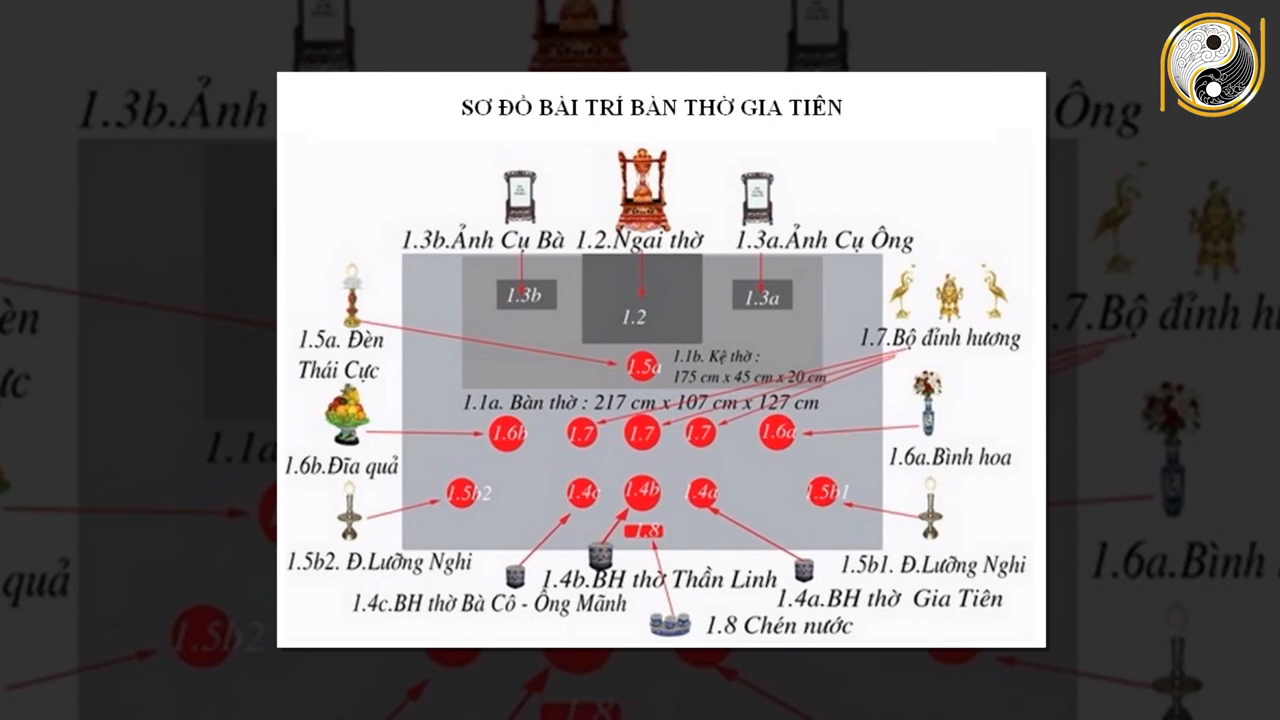 SƠ ĐỒ BÀI TRÍ BÀN THỜ GIA TIÊN
1.3b.Ảnh Cụ Bà
1.2.Ngai thờ
1.3a.Ảnh Cụ Ông
1.3b
1.2
1.3a
1.5a. Đèn
Thái Cực
1.7.Bộ đỉnh hương
1.5a
1.1b. Kệ thờ :
175 cm x 45 cm x 20 cm
1.1a. Bàn thờ : 217 cm x 107 cm x 127 cm
1.6b
1.7
1.7
1.7
1.6a
1.6b.Đĩa quả
1.6a.Bình hoa
1.5b2
1.4c
1.4b
1.4a
1.5b1
1.8
1.5b2. Đ.Lưỡng Nghi
1.5b1. Đ.Lưỡng Nghi
1.4b.BH thờ Thần Linh
1.4c.BH thờ Bà Cô - Ông Mãnh
1.4a.BH thờ Gia Tiên
1.8 Chén nước
1.3b.Ảnh
Ông
èn
ực
1.7.Bộ đỉnh h
1.1a
quả
1.6a.Bình
1.5b2
1.8